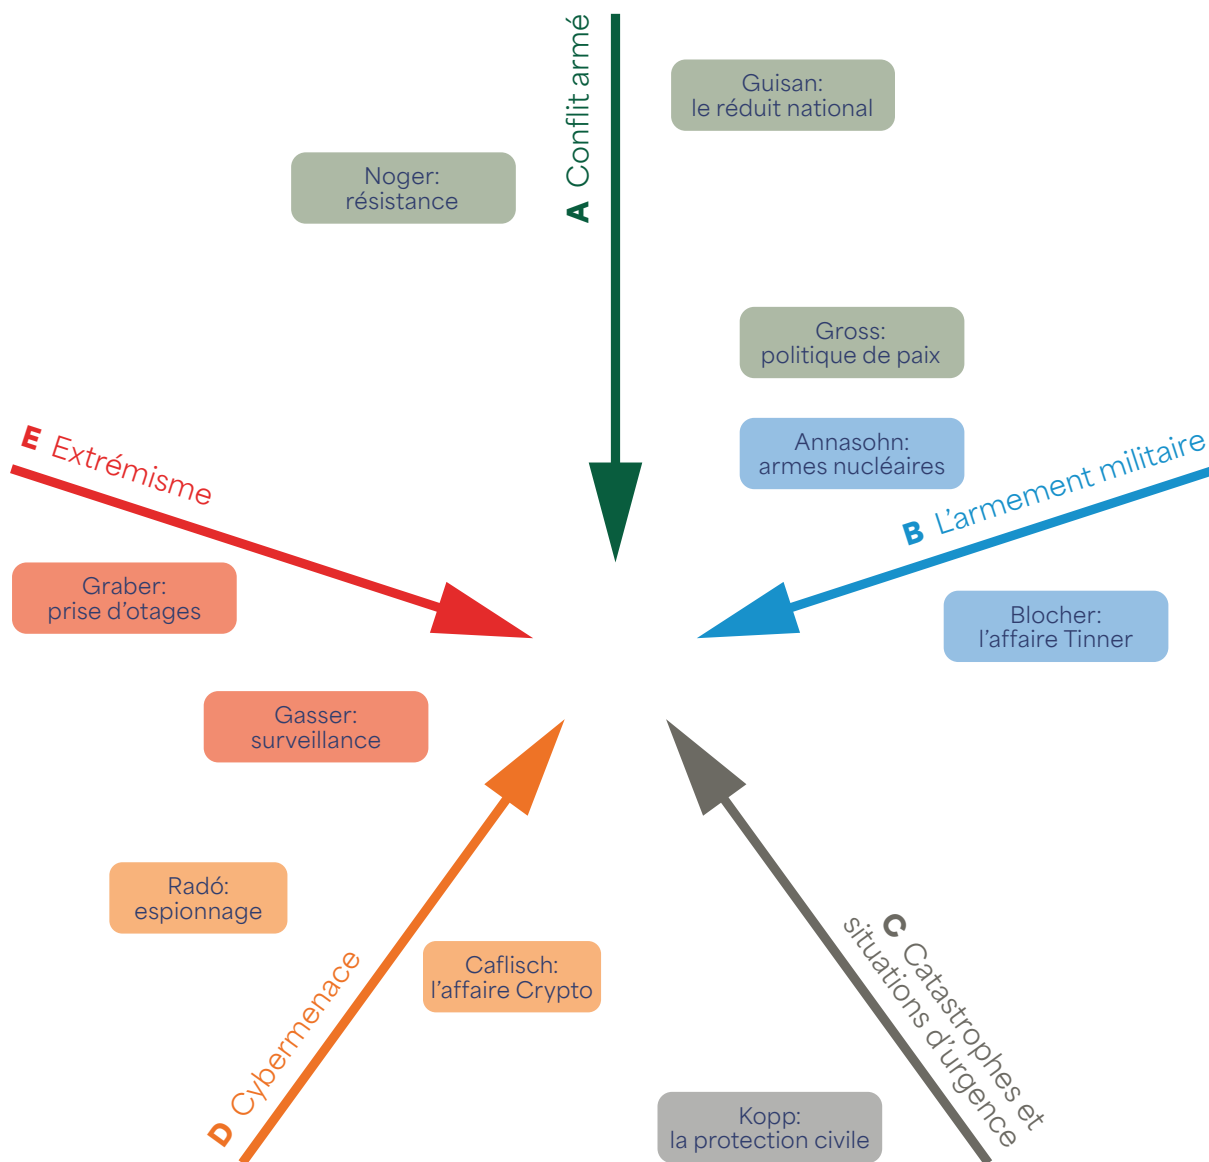 A Conflit armé
Guisan:
le réduit national
Noger:
résistance
Gross:
politique de paix
E Extrémisme
Annasohn:
armes nucléaires
B L’armement militaire
Graber:
prise d’otages
Blocher:
l’affaire Tinner
Gasser:
surveillance
Radó:
espionnage
Caflisch:
l’affaire Crypto
D Cybermenace
C Catastrophes et
situations d’urgence
Kopp:
la protection civile